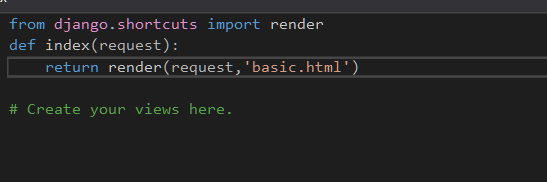 from django.shortcuts import render
def index(request):
    return render(request,'basic.html')
# Create your views here.